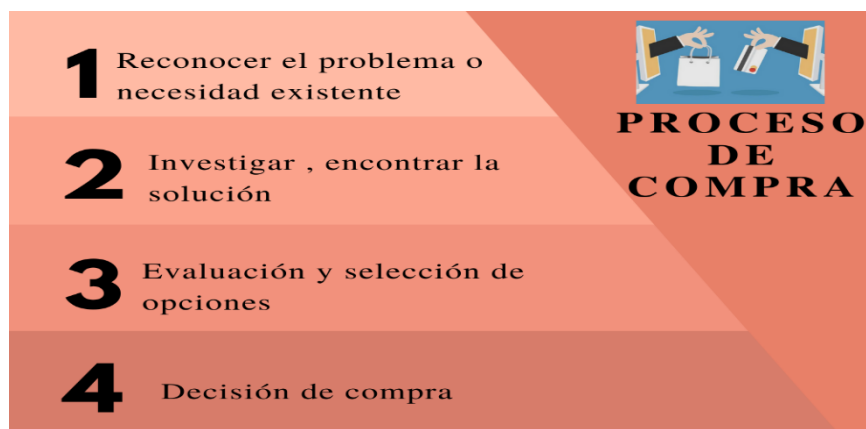 1
Reconocer el problema o
necesidad existente
2
Investigar , encontrar la
solución
3
Evaluación y selección de
opciones
4
Decisión de compra
PROCESO
DE
COMPRA